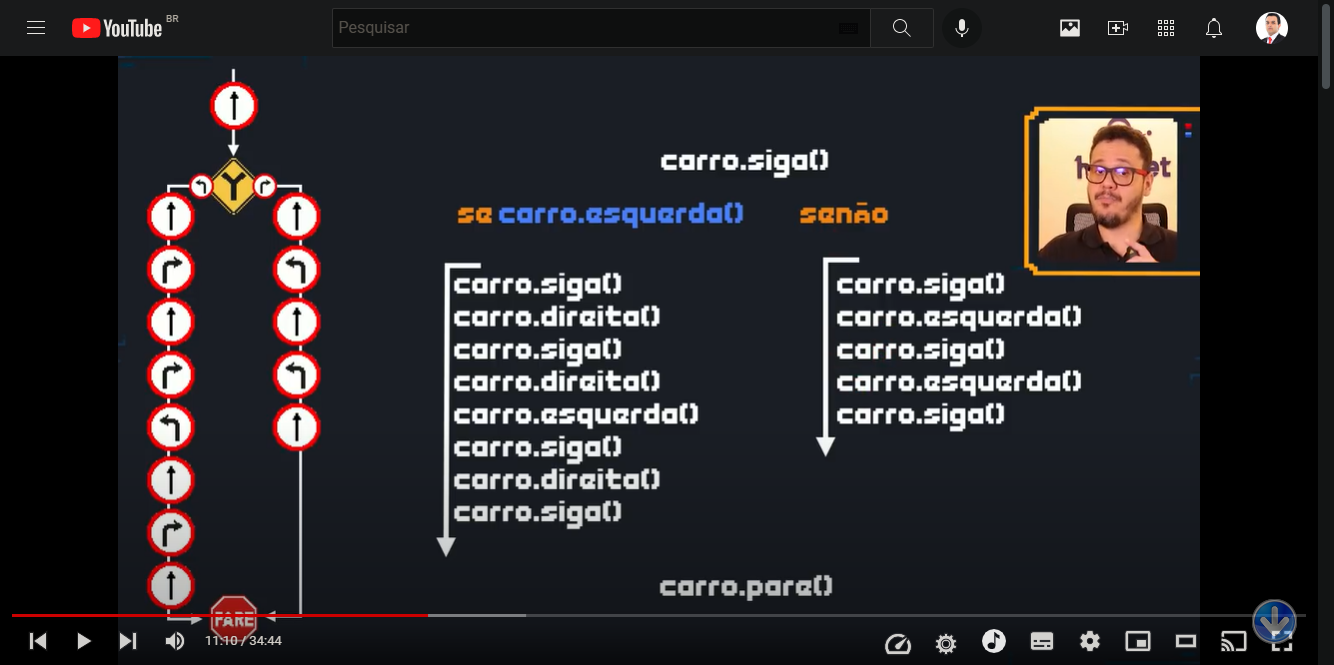 YouTube BR
Pesquisar
carro.siga()
se carro.esquerda()
senão
carro.siga()
carro.direita()
carro.siga()
carro.direita()
carro.esquerda()
carro.siga()
carro.direita()
carro.siga()
carro.siga()
carro.esquerda()
carro.siga()
carro.esquerda()
carro.siga()
carro.pare()
PARE
11:10 / 34:44